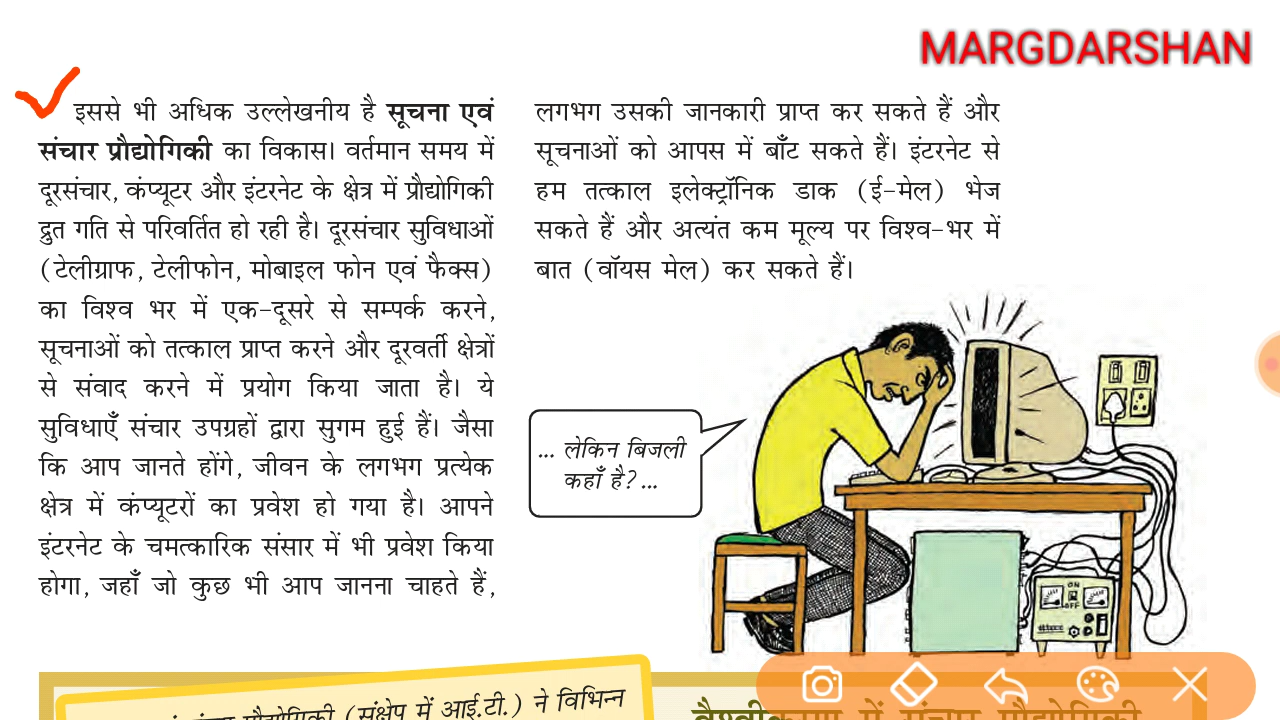 MARGDARSHAN
इससे भी अधिक उल्लेखनीय है सूचना एवं
संचार प्रौद्योगिकी का विकास। वर्तमान समय में
दूरसंचार, कंप्यूटर और इंटरनेट के क्षेत्र में प्रौद्योगिकी
द्रुत गति से परिवर्तित हो रही है। दूरसंचार सुविधाओं
(टेलीग्राफ, टेलीफोन, मोबाइल फोन एवं फैक्स)
का विश्व भर में एक-दूसरे से सम्पर्क करने,
सूचनाओं को तत्काल प्राप्त करने और दूरवर्ती क्षेत्रों
से संवाद करने में प्रयोग किया जाता है। ये
सुविधाएँ संचार उपग्रहों द्वारा सुगम हुई हैं। जैसा
कि आप जानते होंगे, जीवन के लगभग प्रत्येक
क्षेत्र में कंप्यूटरों का प्रवेश हो गया है। आपने
इंटरनेट के चमत्कारिक संसार में भी प्रवेश किया
होगा, जहाँ जो कुछ भी आप जानना चाहते हैं,
लगभग उसकी जानकारी प्राप्त कर सकते हैं और
सूचनाओं को आपस में बाँट सकते हैं। इंटरनेट से
हम तत्काल इलेक्ट्रॉनिक डाक (ई-मेल) भेज
सकते हैं और अत्यंत कम मूल्य पर विश्व-भर में
बात (वॉयस मेल) कर सकते हैं।
... लेकिन बिजली
कहाँ है? ...
ON
OFF
प्रौद्योगिकी (संक्षेप में आई.टी.) ने विभिन्न
वैश्वीकरण में संचार प्रौद्योगिकी